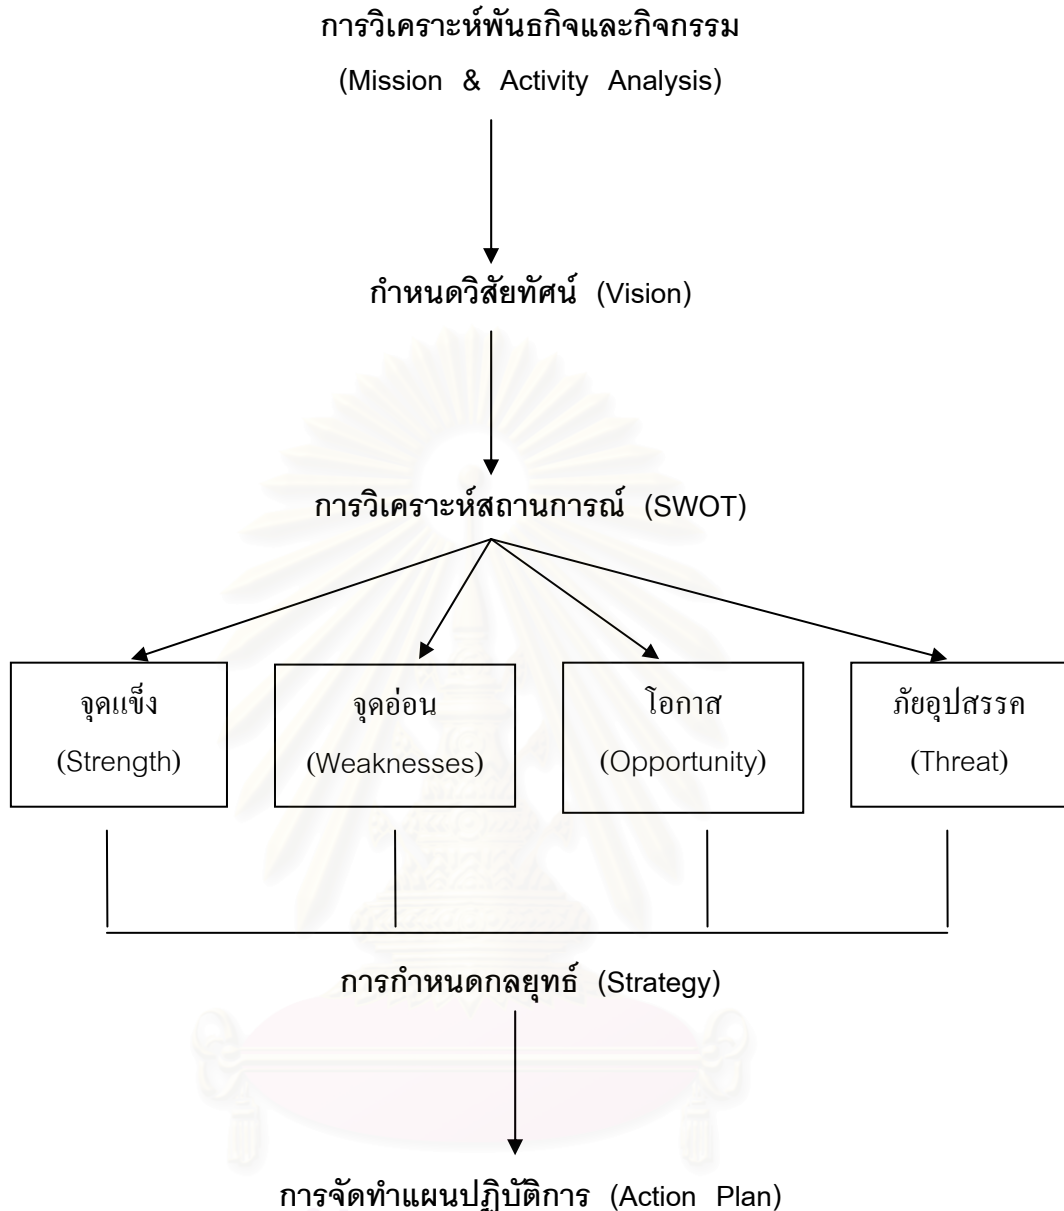 การวิเคราะห์พันธกิจและกิจกรรม
(Mission & Activity Analysis)
กำหนดวิสัยทัศน์ (Vision)
การวิเคราะห์สถานการณ์ (SWOT)
จุดแข็ง
(Strength)
จุดอ่อน
(Weaknesses)
โอกาส
(Opportunity)
ภัยอุปสรรค
(Threat)
การกำหนดกลยุทธ์ (Strategy)
การจัดทำแผนปฏิบัติการ (Action Plan)